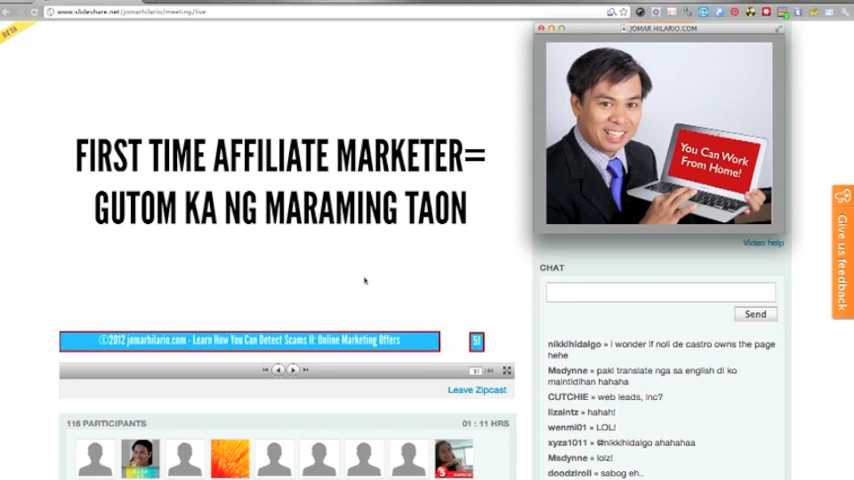 www.slideshare.net/jomarhilario/meeting/live
BETA
FIRST TIME AFFILIATE MARKETER=
GUTOM KA NG MARAMING TAON
©2012 jomarhilario.com - Learn How You Can Detect Scams II: Online Marketing Offers
51
Leave Zipcast
116 PARTICIPANTS
01 : 11 HRS
JOMAR HILARIO.COM
You Can Work
From Home!
Video help
CHAT
Send
nikkihidalgo » i wonder if noll de castro owns the page
hehe
Msdynne » paki translate nga sa english di ko
maintidihan hahaha
CUTCHIE » web leads, inc?
lizaintz » hahah!
wenmi01 » LOL!
xyza1011 » @nikkihidalgo ahahahaa
Msdynne » lolz!
doodziroll » sabog eh..
Give us feedback